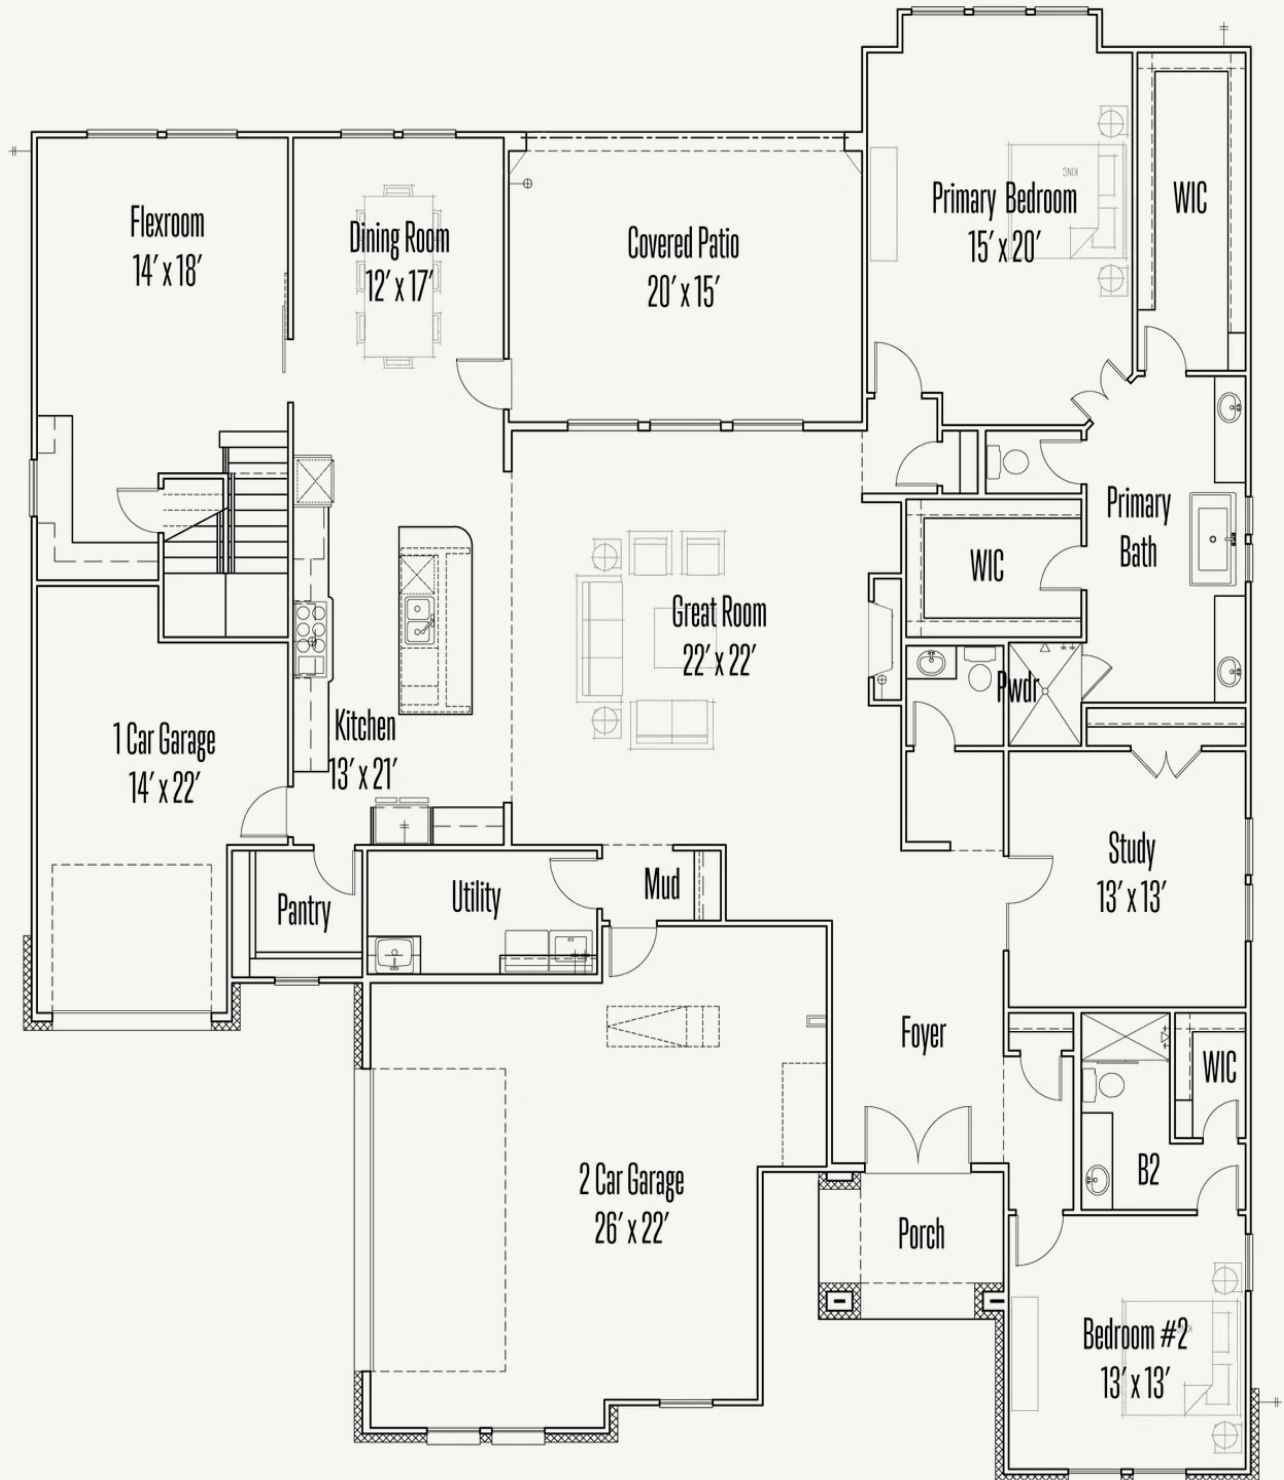 Primary Bedroom
15' x 20'
WIC
Flexroom
14' x 18'
Dining Room
12' x 17'
Covered Patio
20' x 15'
KING
Primary
Bath
WIC
Great Room
22' x 22'
Pwdr
Kitchen
13' x 21'
1 Car Garage
14' x 22'
Study
13' x 13'
Pantry
Utility
Mud
Foyer
WIC
B2
2 Car Garage
26' x 22'
Porch
Bedroom #2
13' x 13'